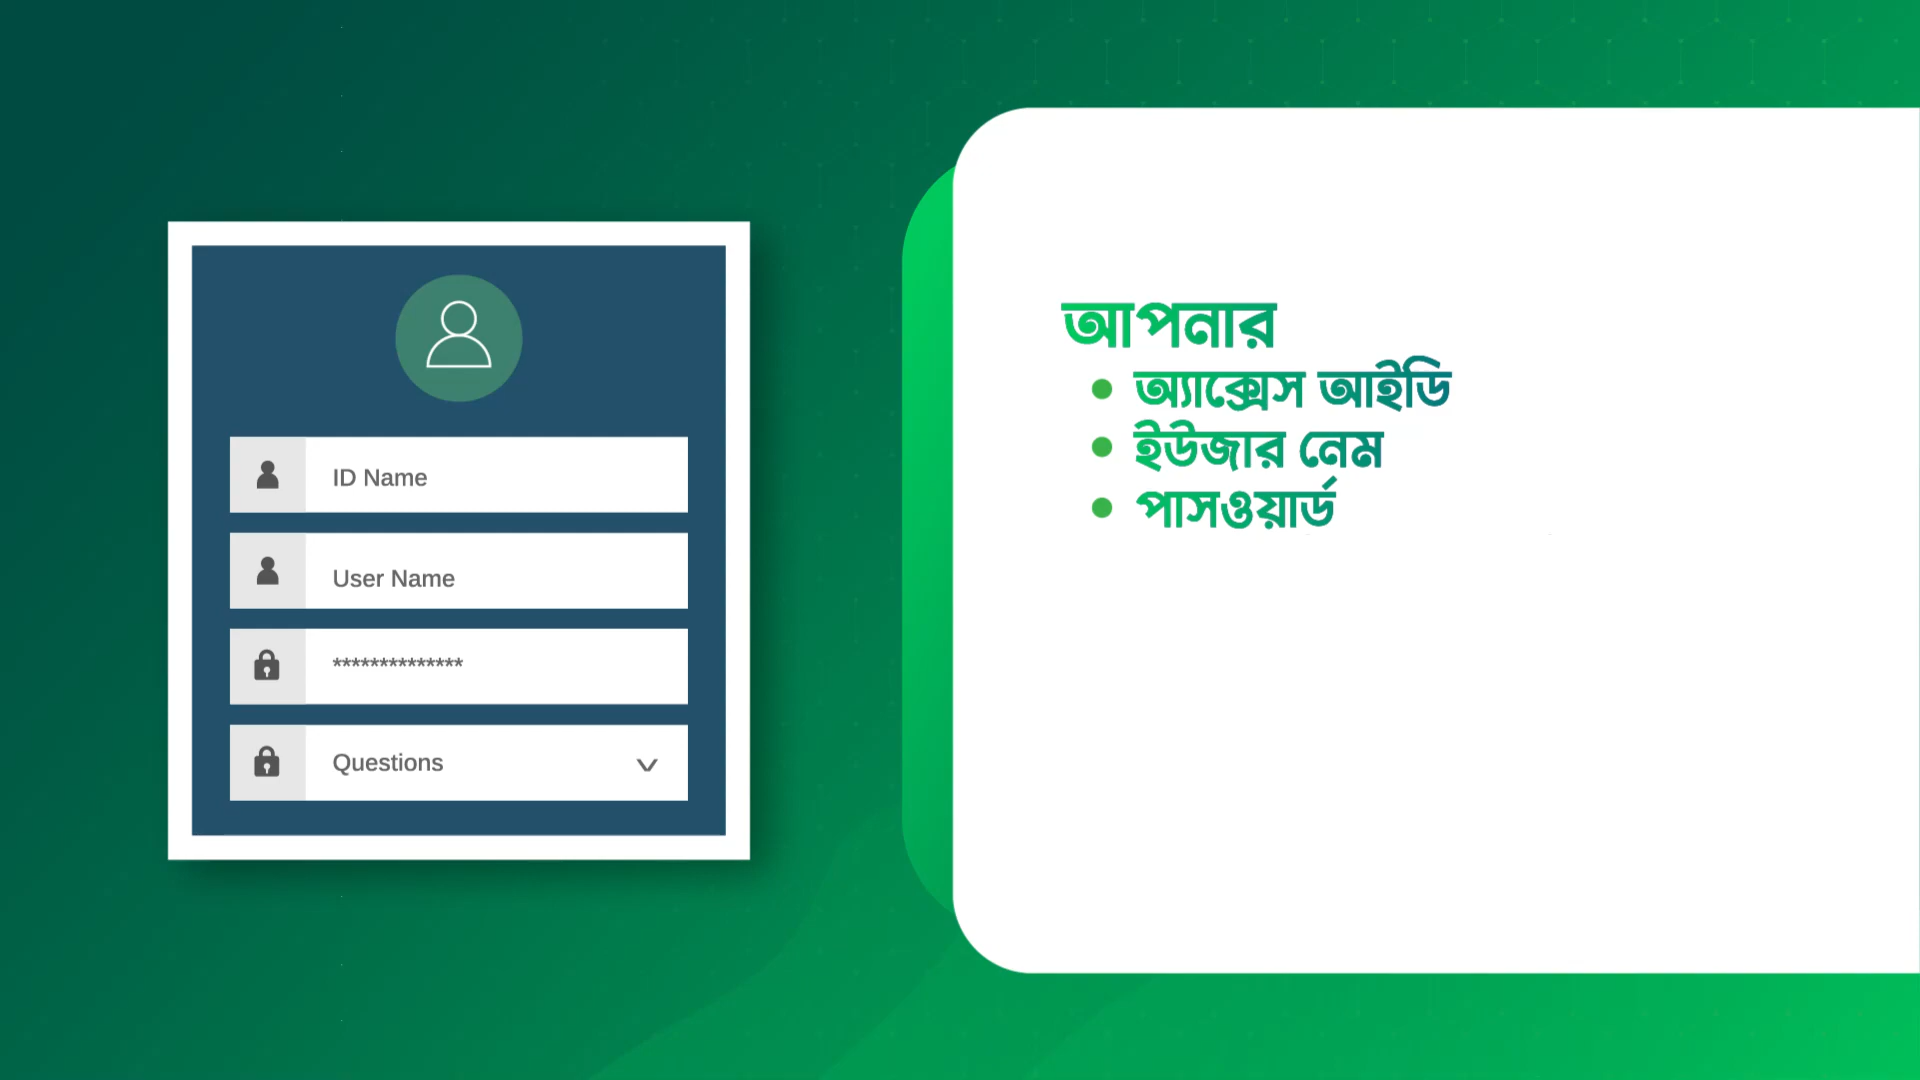 ID Name
User Name
**************
Questions
আপনার
• অ্যাক্সেস আইডি
• ইউজার নেম
• পাসওয়ার্ড